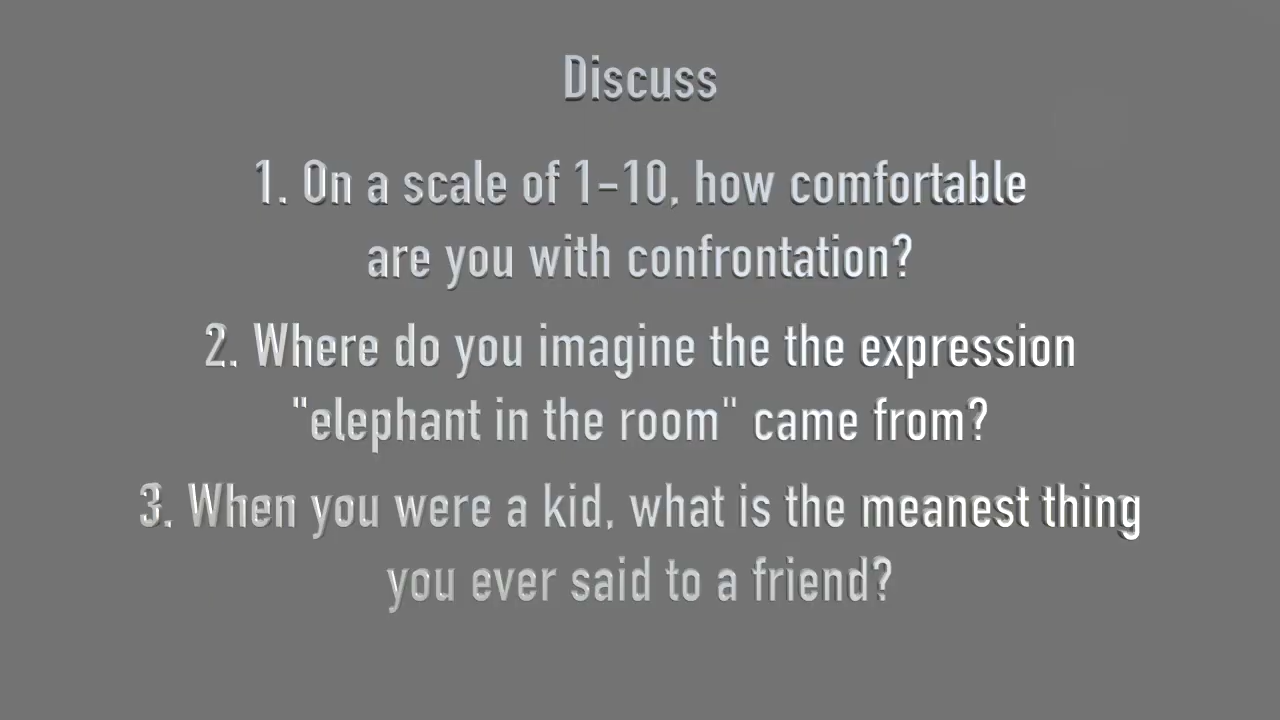 Discuss
1. On a scale of 1-10, how comfortable
are you with confrontation?
2. Where do you imagine the the expression
"elephant in the room" came from?
3. When you were a kid, what is the meanest thing
you ever said to a friend?